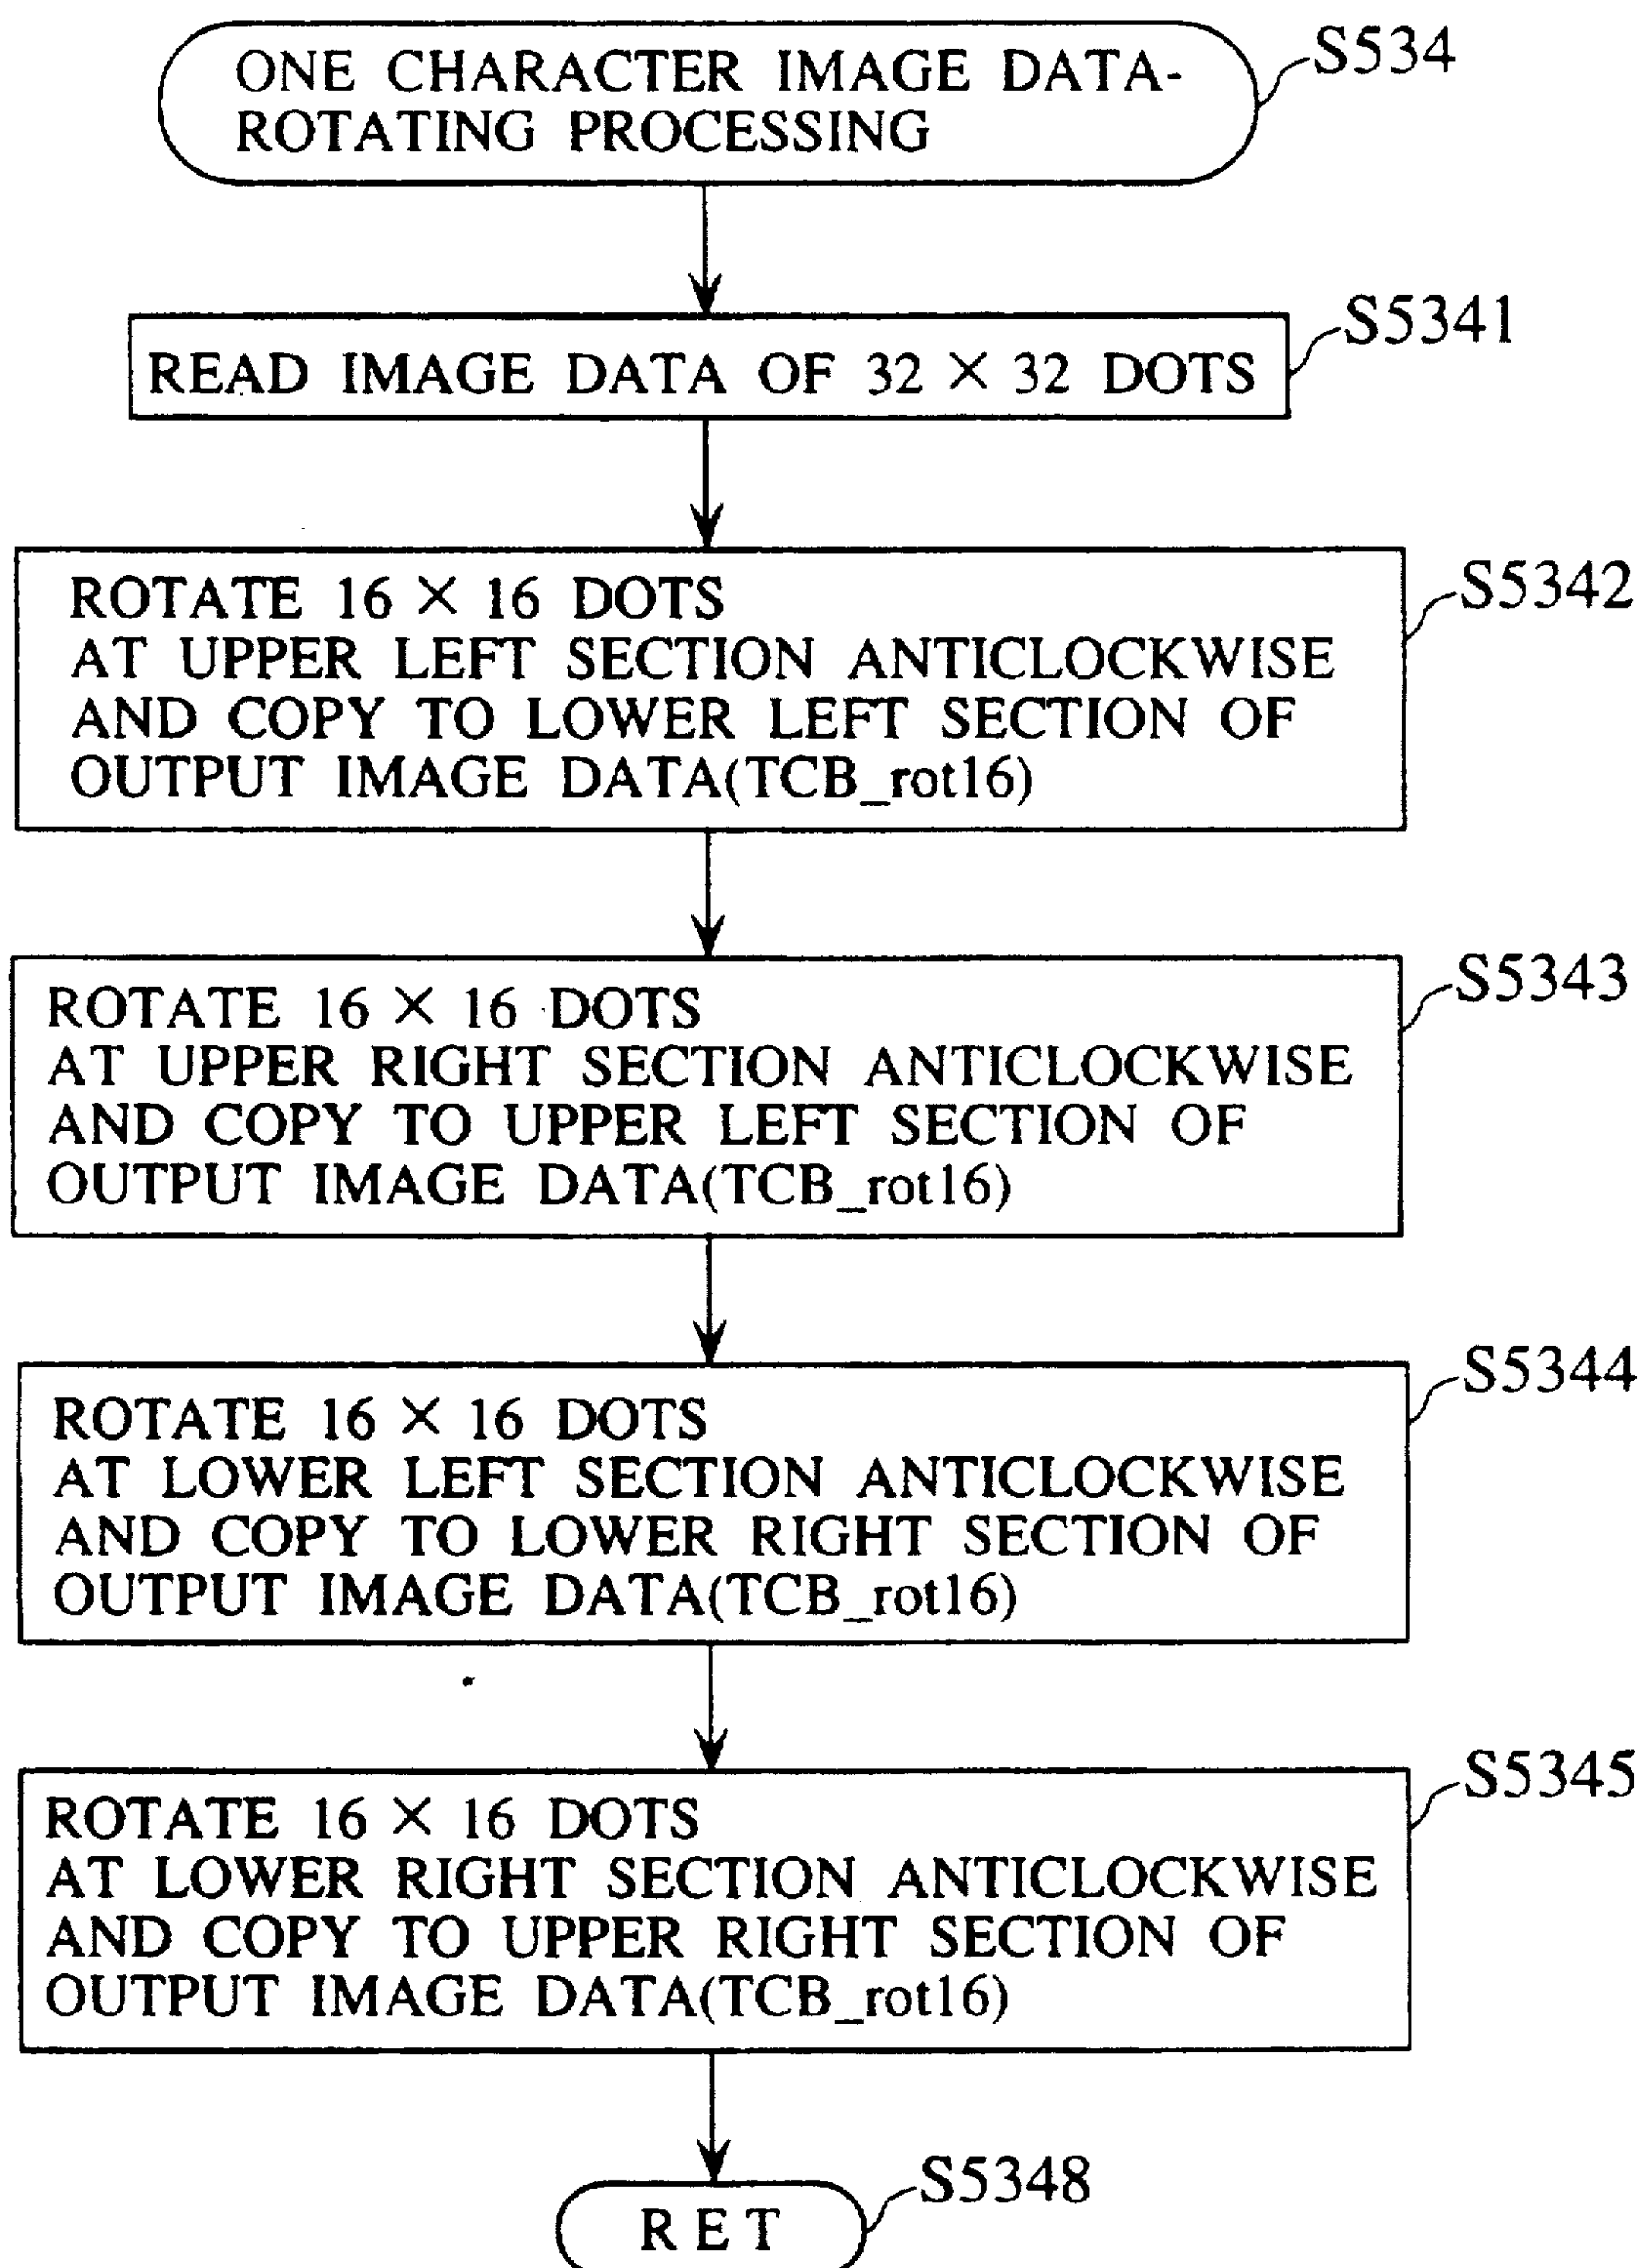 ONE CHARACTER IMAGE DATA-
ROTATING PROCESSING
S534
READ IMAGE DATA OF 32 × 32 DOTS
S5341
ROTATE 16 × 16 DOTS
AT UPPER LEFT SECTION ANTICLOCKWISE
AND COPY TO LOWER LEFT SECTION OF
OUTPUT IMAGE DATA(TCB_rot16)
S5342
ROTATE 16 × 16 DOTS
AT UPPER RIGHT SECTION ANTICLOCKWISE
AND COPY TO UPPER LEFT SECTION OF
OUTPUT IMAGE DATA(TCB_rot16)
S5343
ROTATE 16 × 16 DOTS
AT LOWER LEFT SECTION ANTICLOCKWISE
AND COPY TO LOWER RIGHT SECTION OF
OUTPUT IMAGE DATA(TCB_rot16)
S5344
ROTATE 16 × 16 DOTS
AT LOWER RIGHT SECTION ANTICLOCKWISE
AND COPY TO UPPER RIGHT SECTION OF
OUTPUT IMAGE DATA(TCB_rot16)
S5345
RET
S5348